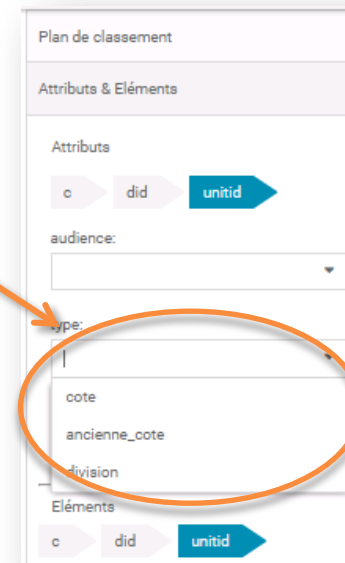 Plan de classement
Attributs & Eléments
Attributs
c did unitid
audience:
type:
cote
ancienne_cote
division
Eléments
c did unitid